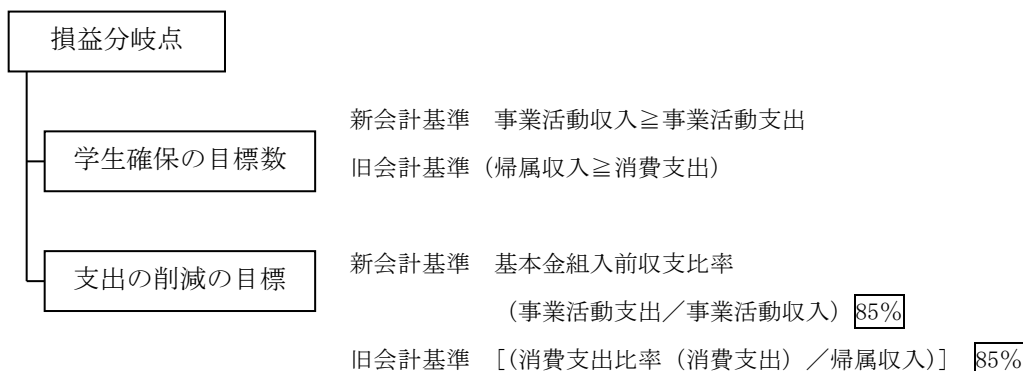 損益分岐点
新会計基準　事業活動収入≧事業活動支出
学生確保の目標数
旧会計基準（帰属収入≧消費支出）
新会計基準　基本金組入前収支比率
支出の削減の目標
（事業活動支出／事業活動収入）85%
旧会計基準　［(消費支出比率（消費支出）／帰属収入)］　85%